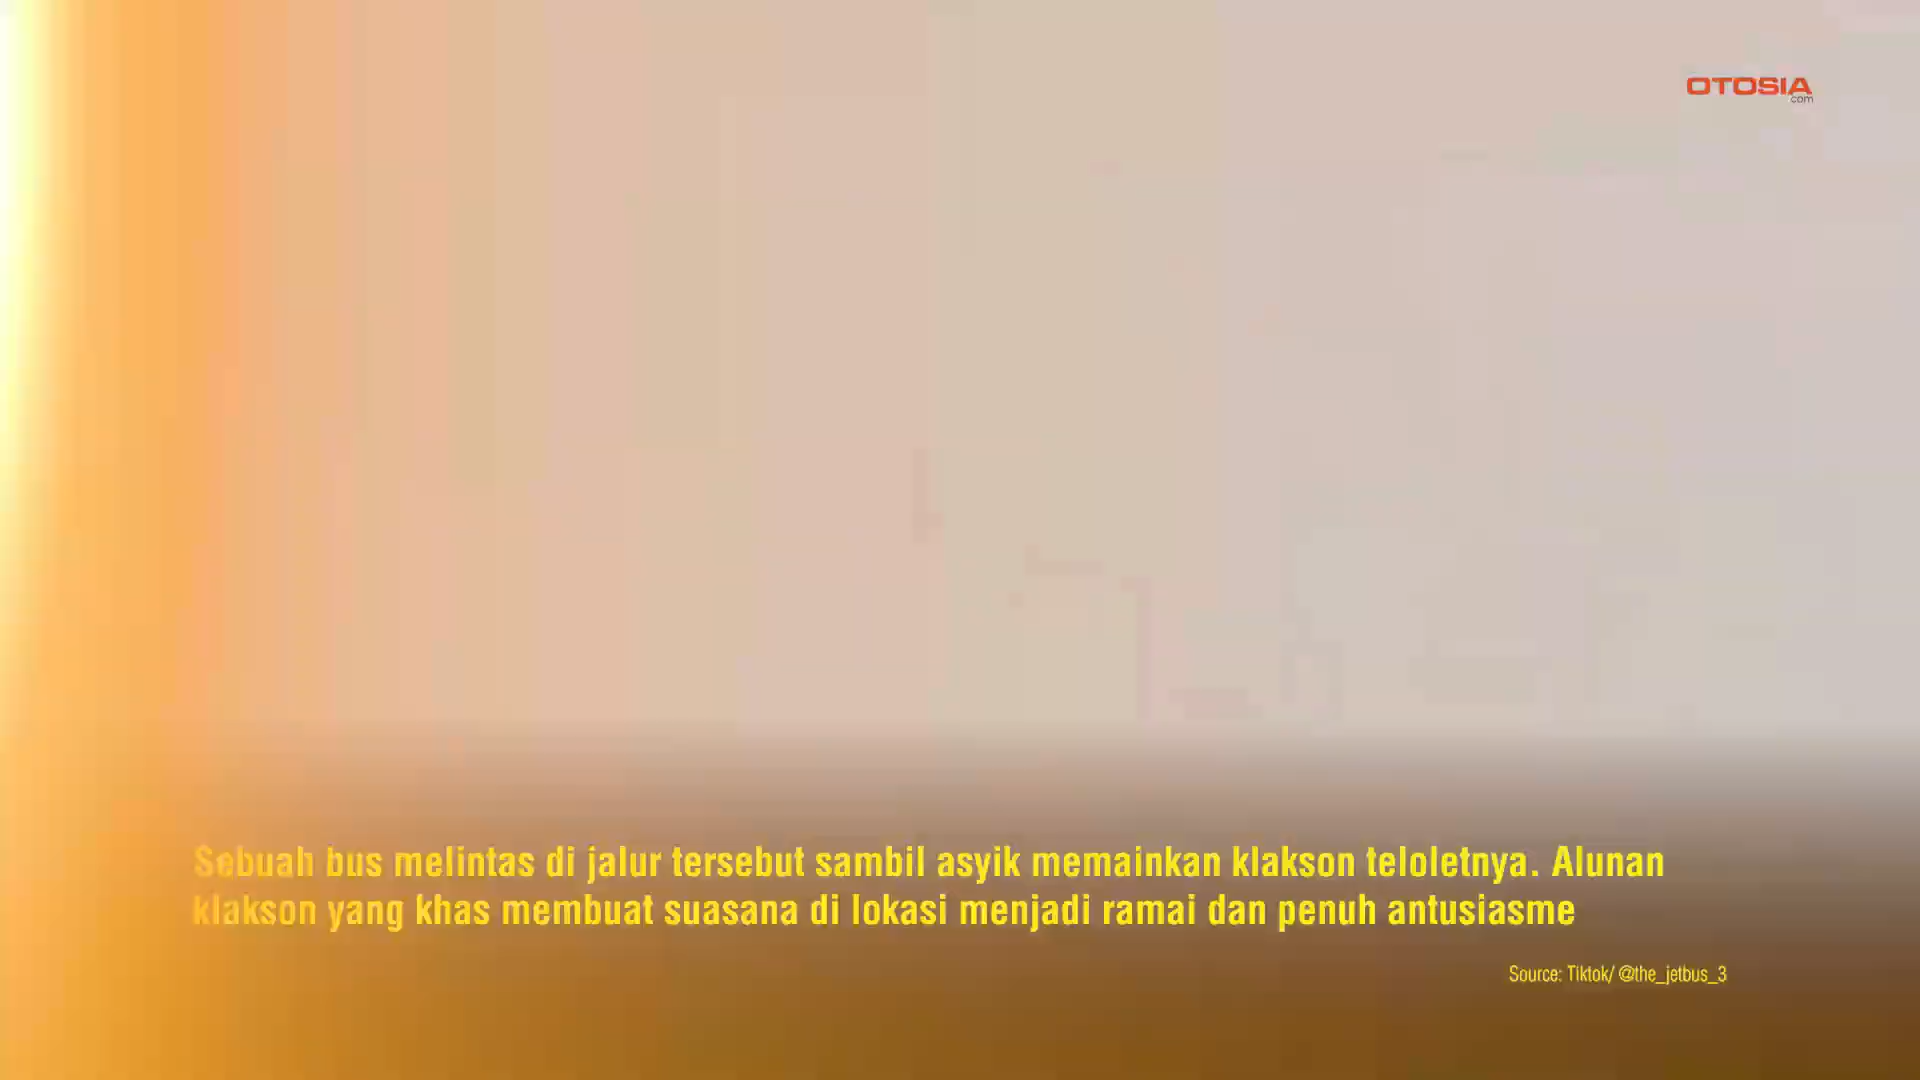 OTOSIA
com
Sebuah bus melintas di jalur tersebut sambil asyik memainkan klakson teloletnya. Alunan
klakson yang khas membuat suasana di lokasi menjadi ramai dan penuh antusiasme
Source: Tiktok/ @the_jetbus_3